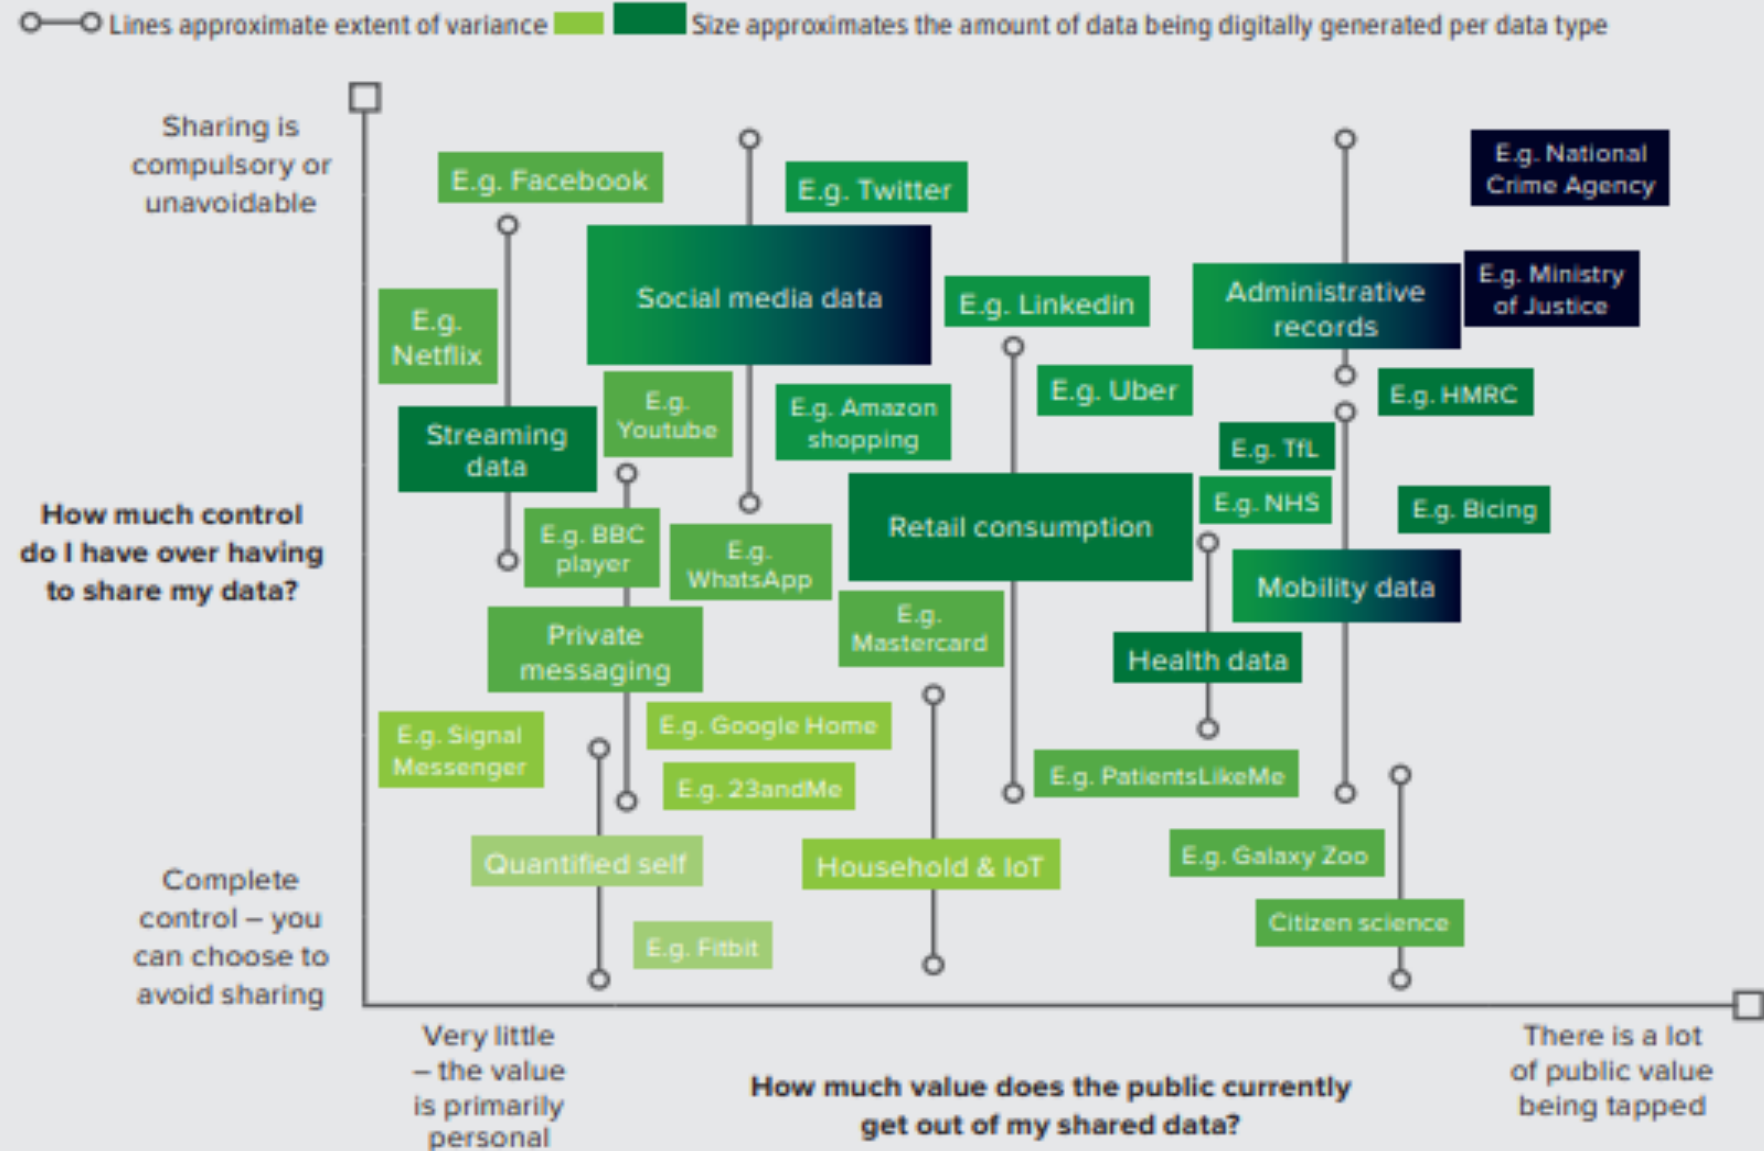 Lines approximate extent of variance
Size approximates the amount of data being digitally generated per data type
Sharing is
compulsory or
unavoidable
How much control
do I have over having
to share my data?
Complete
control – you
can choose to
avoid sharing
E.g. Facebook
E.g. Twitter
E.g. National
Crime Agency
Social media data
E.g. Linkedin
Administrative
records
E.g. Ministry
of Justice
E.g.
Netflix
E.g.
Youtube
E.g. Amazon
shopping
E.g. Uber
E.g. HMRC
Streaming
data
E.g. TfL
E.g. NHS
E.g. Bicing
E.g. BBC
player
E.g.
WhatsApp
Retail consumption
Mobility data
Private
messaging
E.g.
Mastercard
Health data
E.g. Signal
Messenger
E.g. Google Home
E.g. 23andMe
E.g. PatientsLikeMe
Quantified self
Household & IoT
E.g. Galaxy Zoo
E.g. Fitbit
Citizen science
Very little
– the value
is primarily
personal
How much value does the public currently
get out of my shared data?
There is a lot
of public value
being tapped